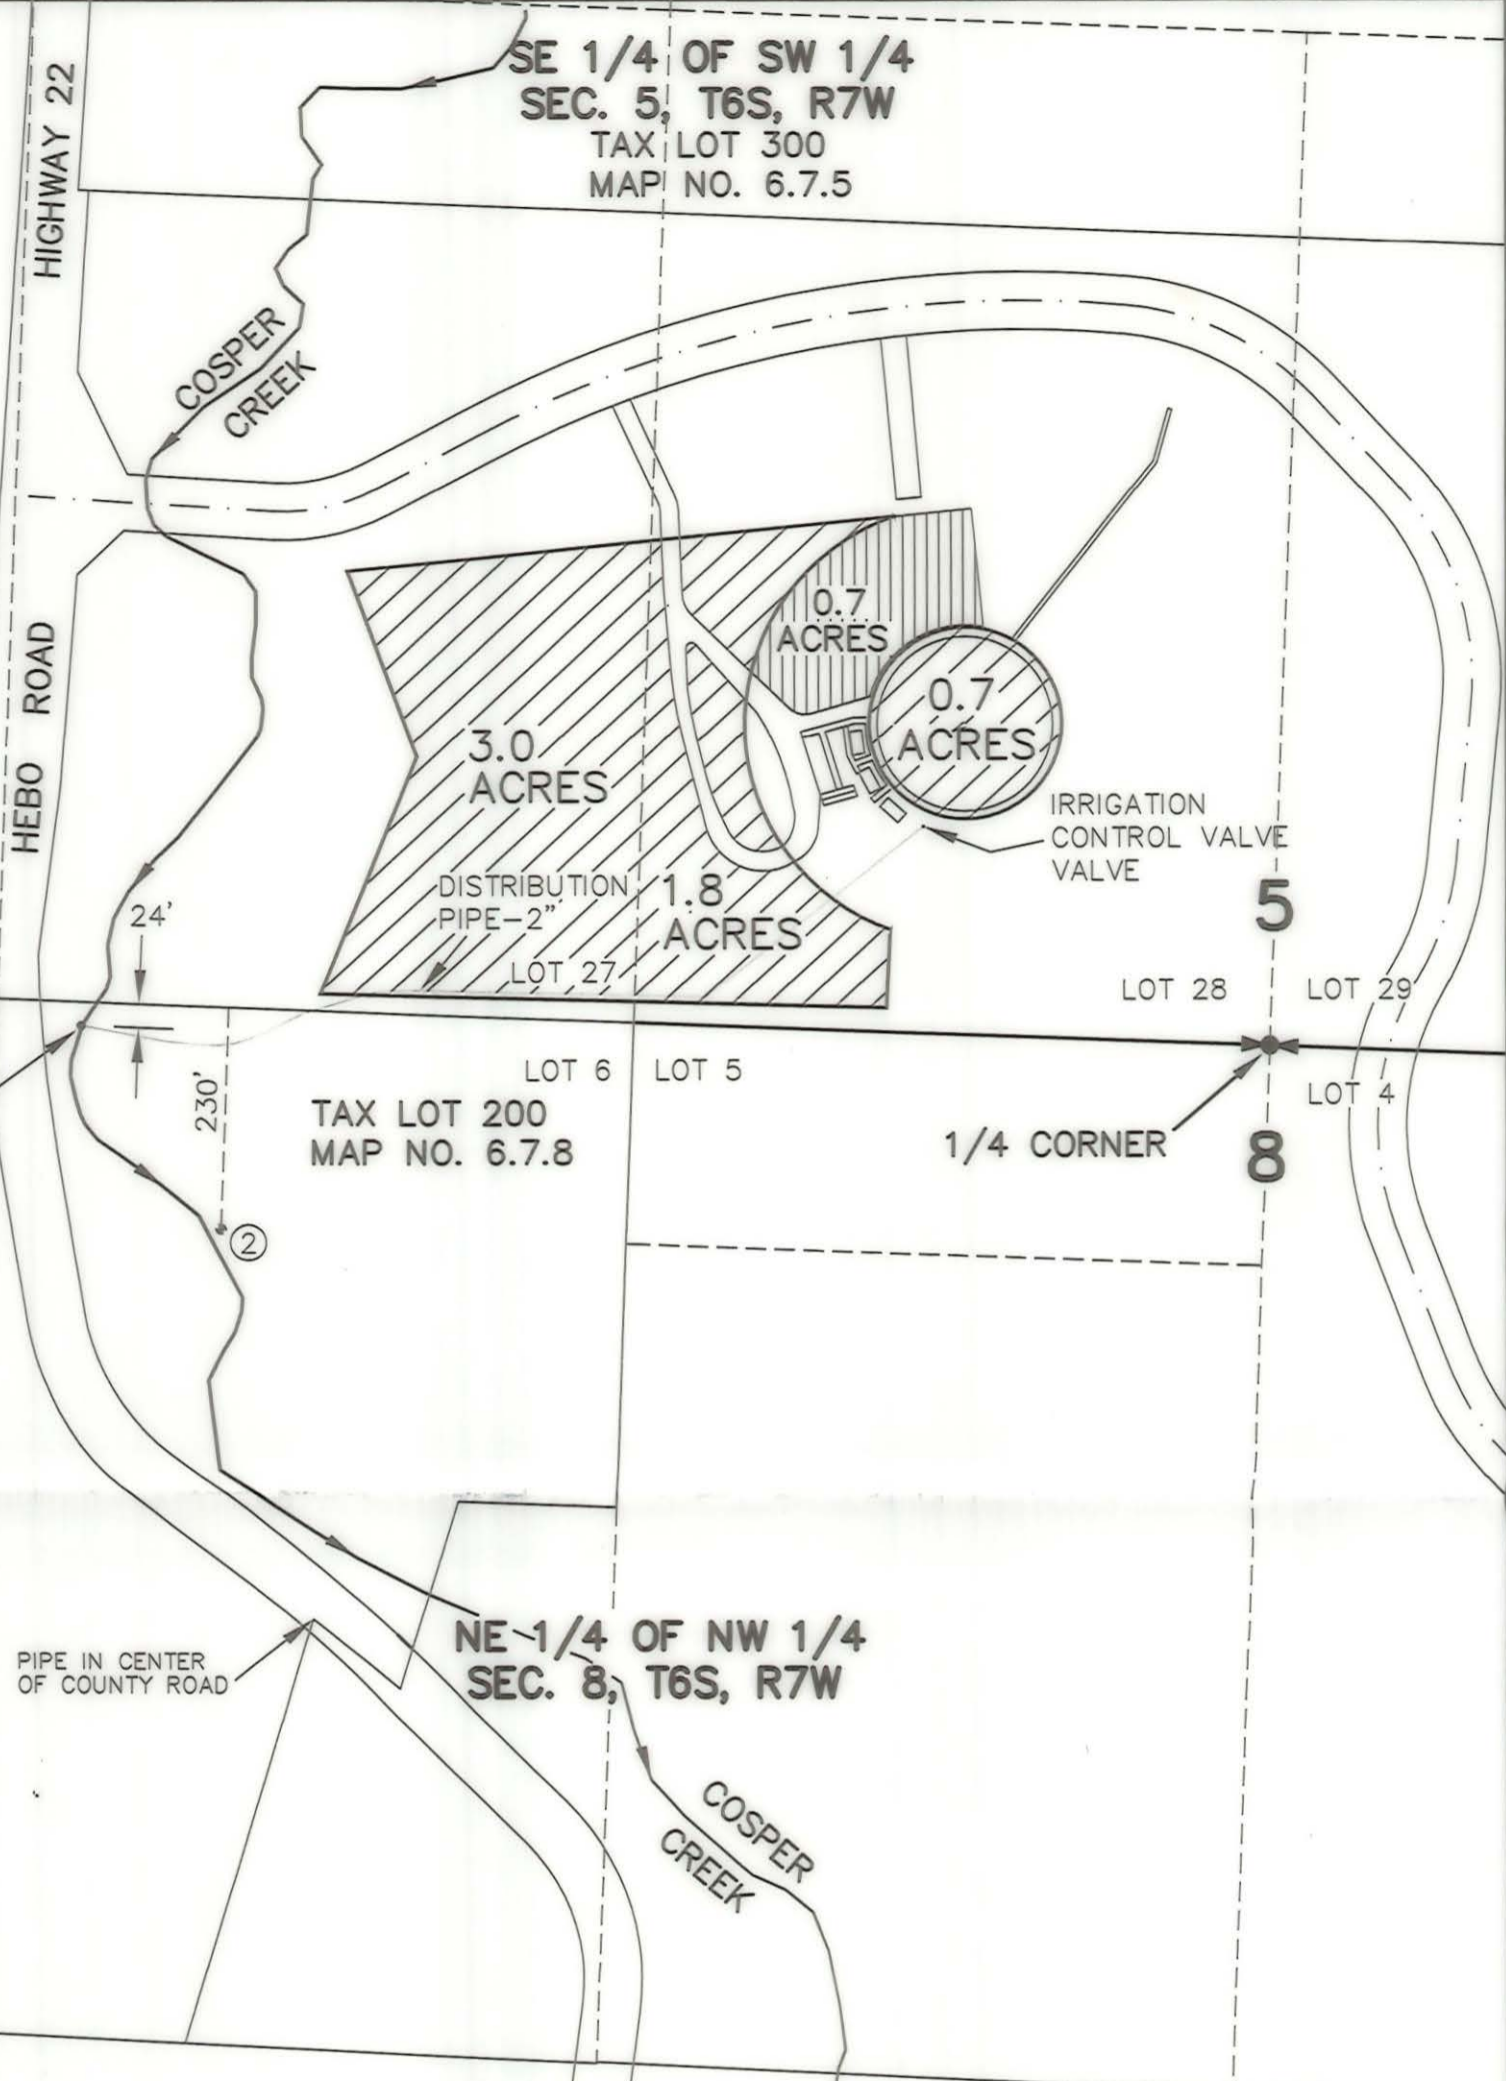 SE 1/4 OF SW 1/4
SEC. 5, T6S, R7W
TAX LOT 300
MAP NO. 6.7.5
HIGHWAY 22
COSPER
CREEK
HEBO ROAD
0.7
ACRES
0.7
ACRES
3.0
ACRES
IRRIGATION
CONTROL VALVE
VALVE
DISTRIBUTION
PIPE-2"
1.8
ACRES
24'
5
LOT 27
LOT 28
LOT 29
LOT 6
LOT 5
LOT 4
230'
TAX LOT 200
MAP NO. 6.7.8
1/4 CORNER
8
2
NE 1/4 OF NW 1/4
SEC. 8, T6S, R7W
PIPE IN CENTER
OF COUNTY ROAD
COSPER
CREEK